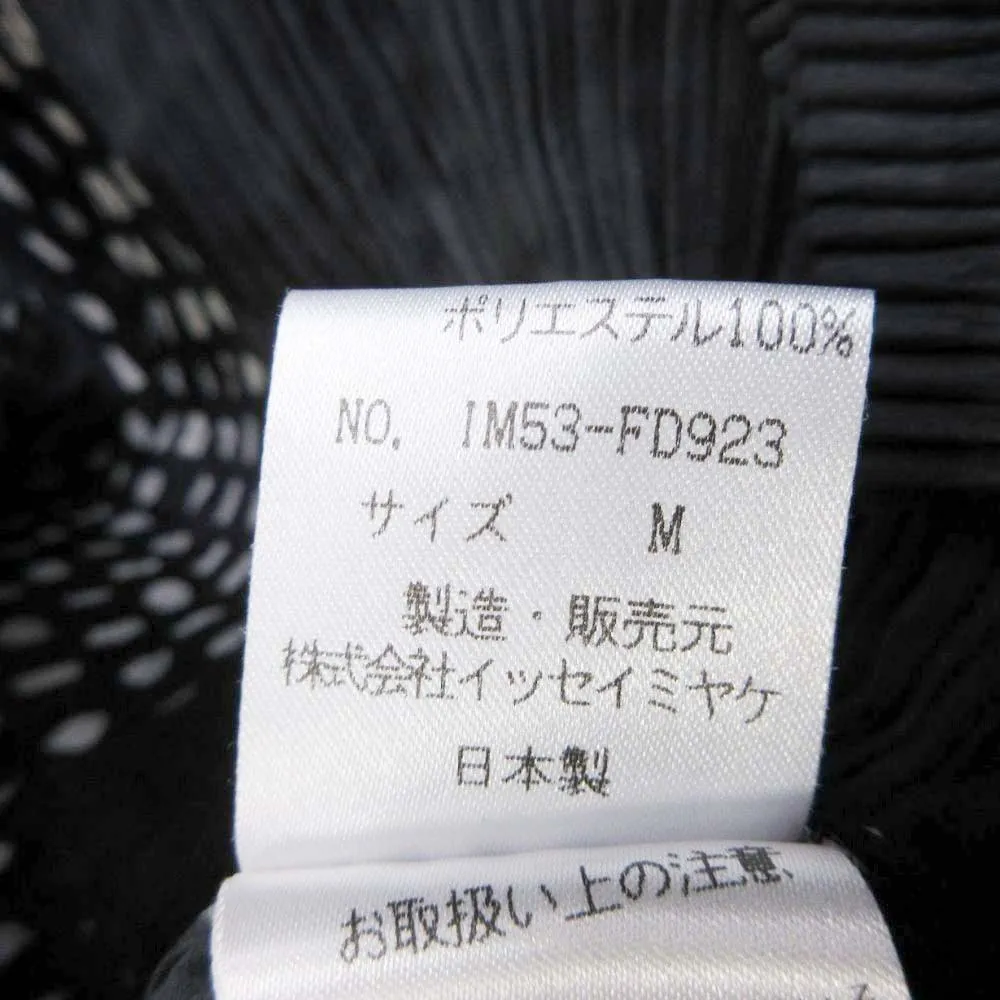 ポリエステル100%
NO. IM53-FD923
サイズ M
製造・販売元
株式会社イッセイミヤケ
日本製
お取扱い上の注意